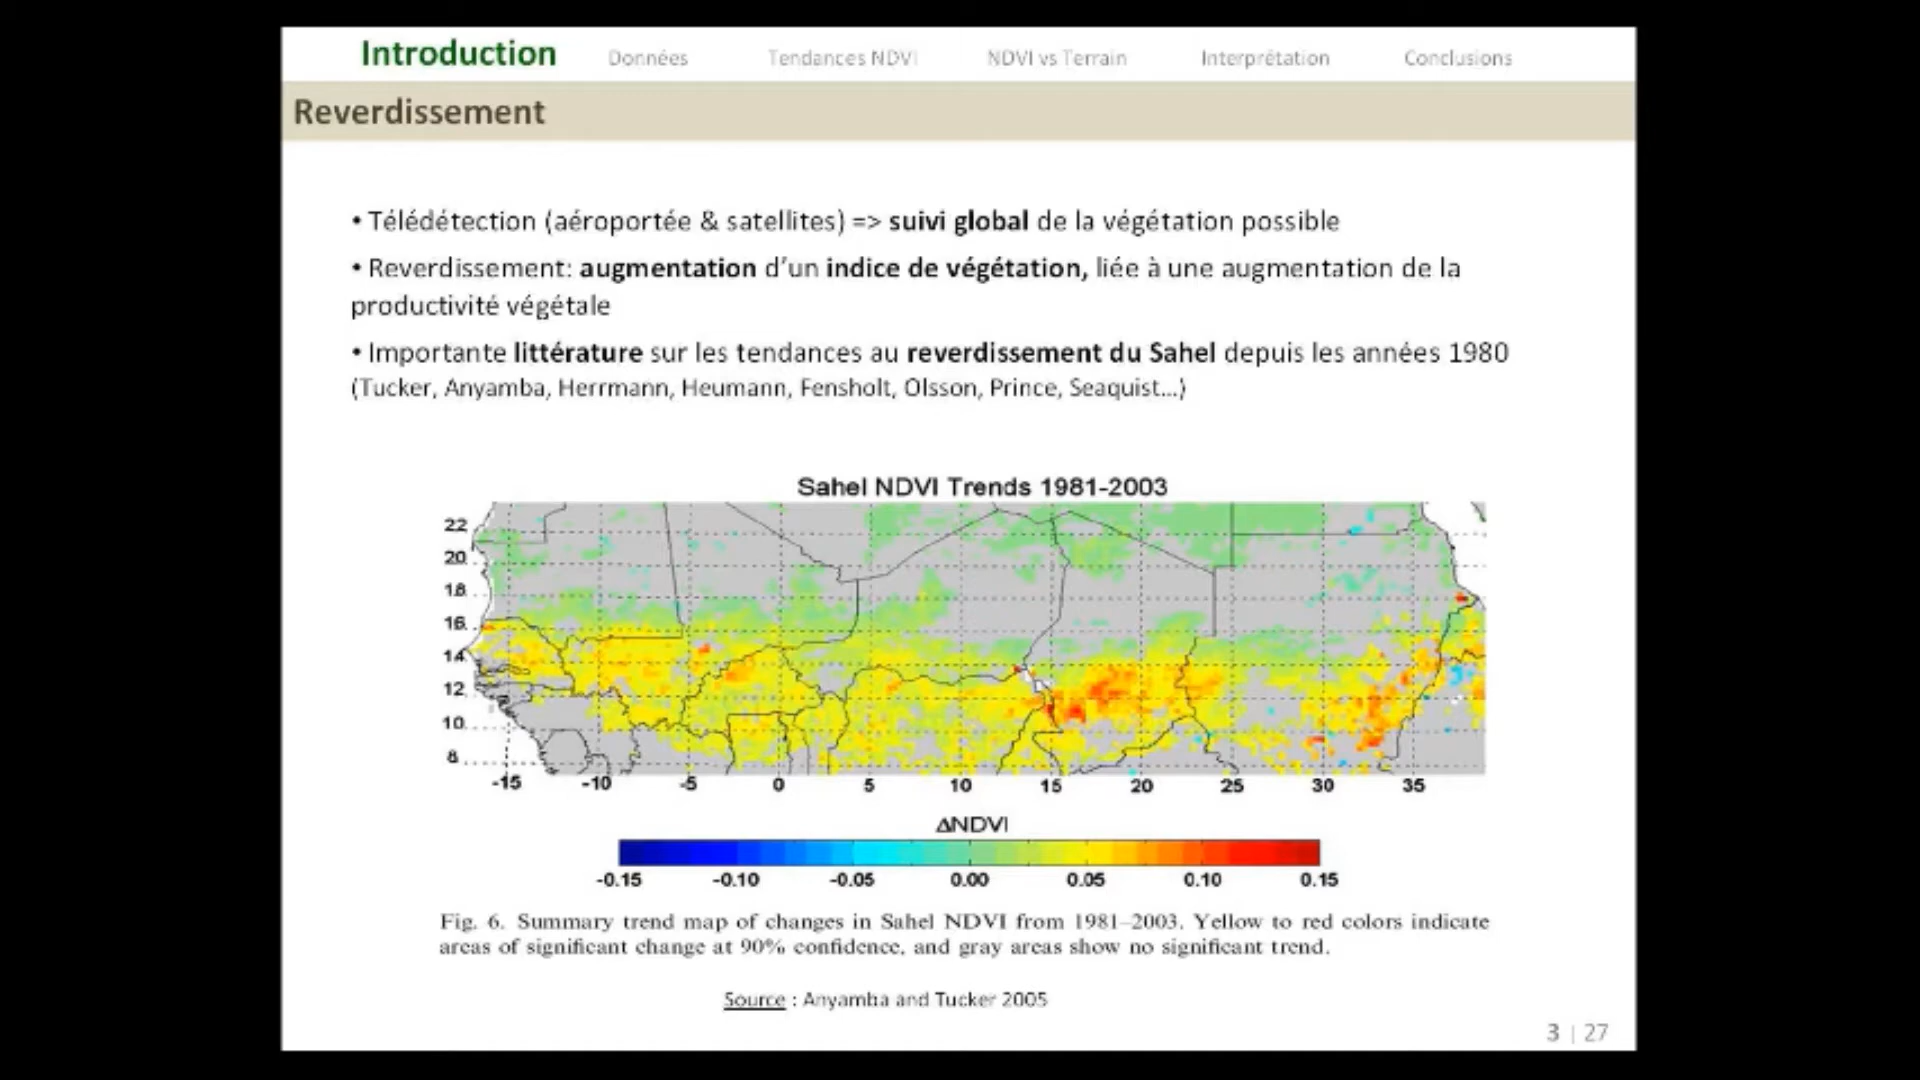 Introduction Données Tendances NDVI NDVI vs Terrain Interprétation Conclusions
Reverdissement
• Télédétection (aéroportée & satellites) => suivi global de la végétation possible
• Reverdissement: augmentation d’un indice de végétation, liée à une augmentation de la
productivité végétale
• Importante littérature sur les tendances au reverdissement du Sahel depuis les années 1980
(Tucker, Anyamba, Herrmann, Heumann, Fensholt, Olsson, Prince, Seaquist...)
Sahel NDVI Trends 1981-2003
22
20
18
16
14
12
10
8
-15 -10 -5 0 5 10 15 20 25 30 35
ΔNDVI
-0.15 -0.10 -0.05 0.00 0.05 0.10 0.15
Fig. 6. Summary trend map of changes in Sahel NDVI from 1981–2003. Yellow to red colors indicate
areas of significant change at 90% confidence, and gray areas show no significant trend.
Source : Anyamba and Tucker 2005
3 | 27